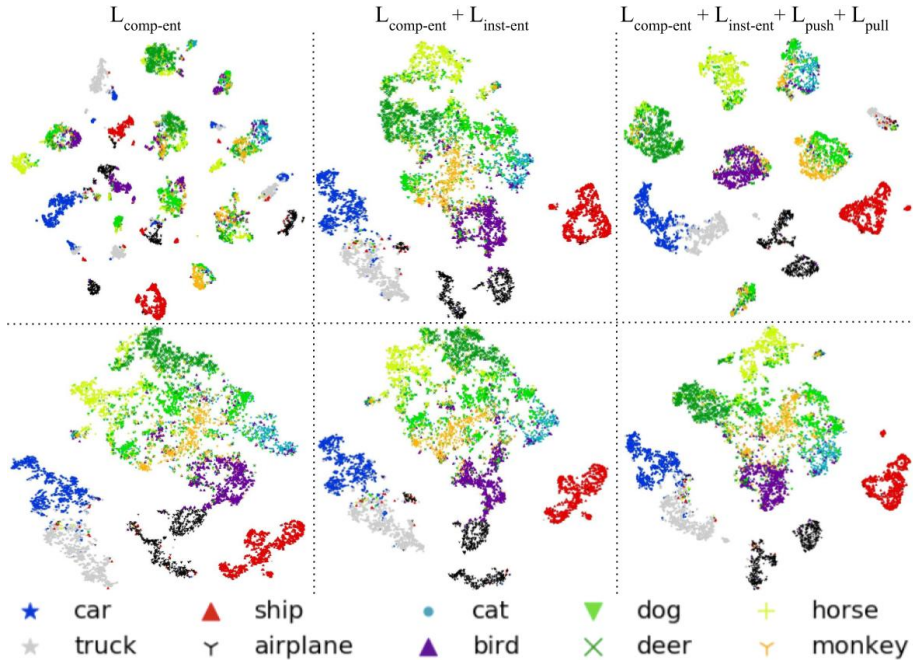 L_comp-ent
L_comp-ent + L_inst-ent
L_comp-ent + L_inst-ent + L_push + L_pull
car ship cat dog horse
truck airplane bird deer monkey